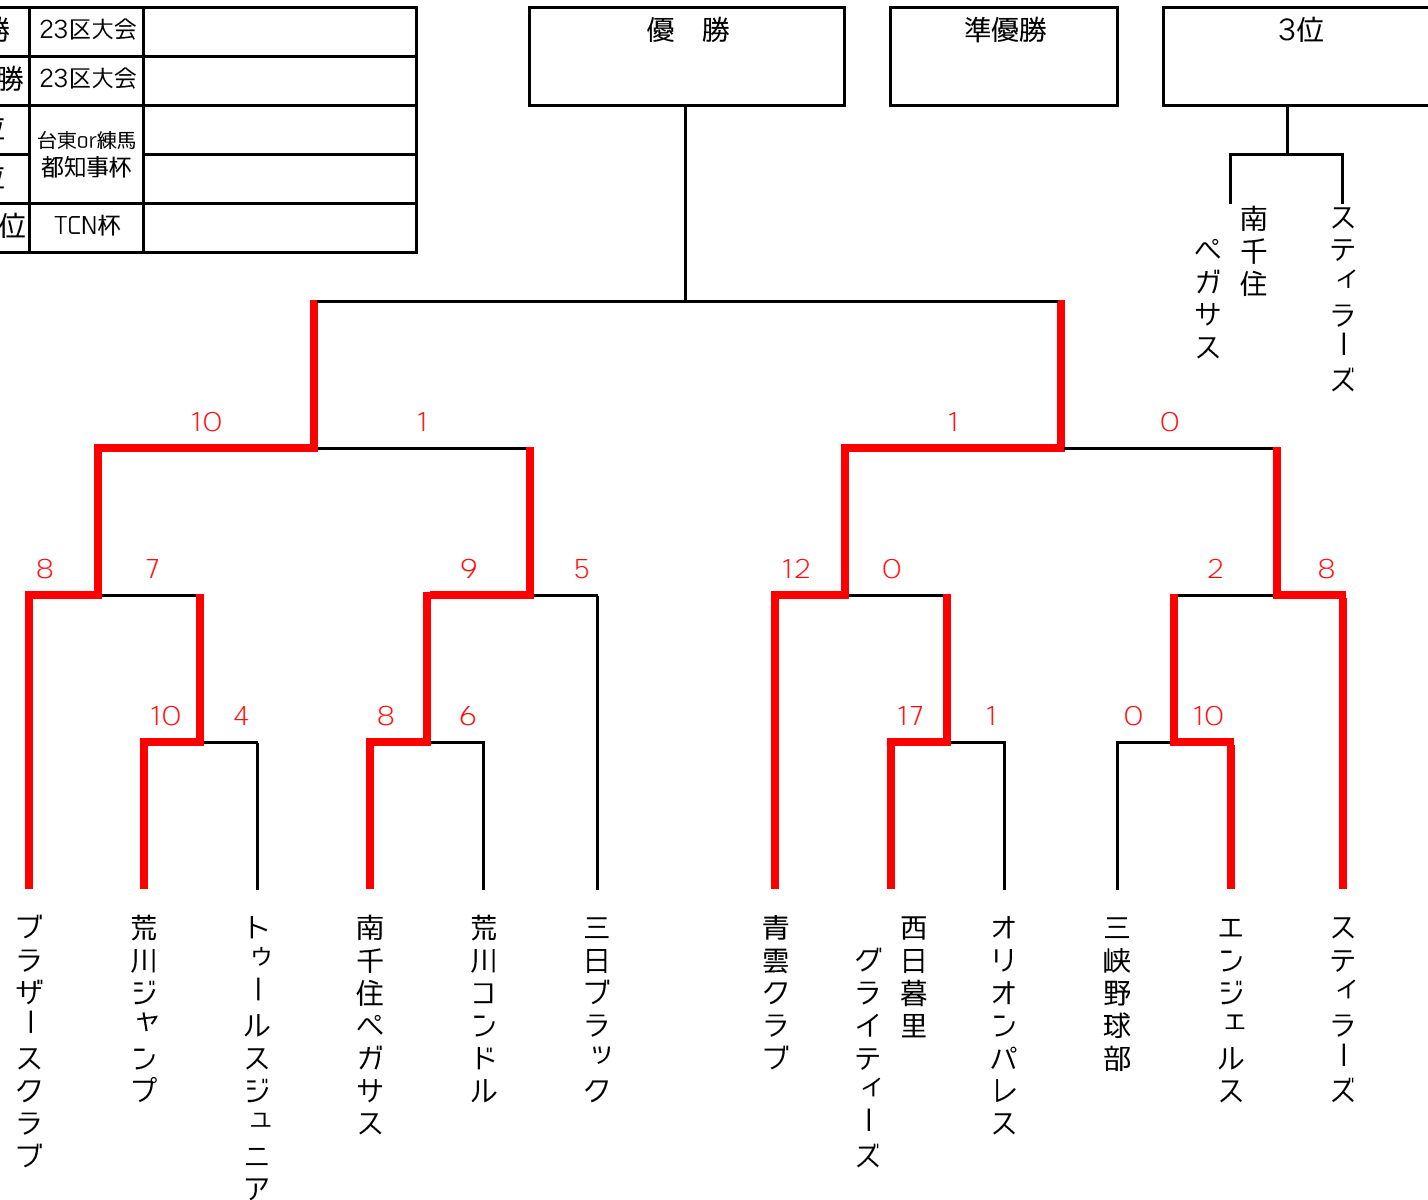 勝 23区大会
勝 23区大会
位 台東or練馬
都知事杯
位
位 TCN杯
優 勝
準優勝
3位
南千住
ペガサス
スティラーズ
10 1 1 0
8 7 9 5 12 0 2 8
10 4 8 6 17 1 0 10
ブラザースクラブ
荒川ジャンプ
トゥールスジュニア
南千住ペガサス
荒川コンドル
三日ブラック
青雲クラブ
西日暮里
グライティーズ
オリオンパレス
三峡野球部
エンジェルス
スティラーズ